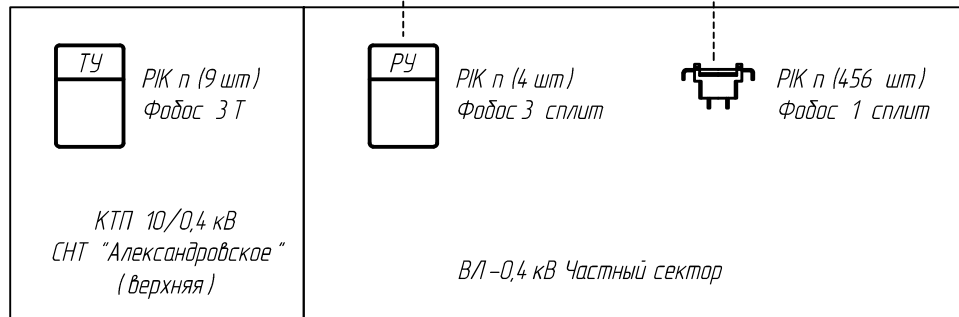 ТУ
PIK n (9 шт)
Фобос 3 Т
КТП 10/0,4 кВ
СНТ "Александровское"
(верхняя)
РУ
PIK n (4 шт)
Фобос 3 сплит
PIK n (456 шт)
Фобос 1 сплит
ВЛ-0,4 кВ Частный сектор